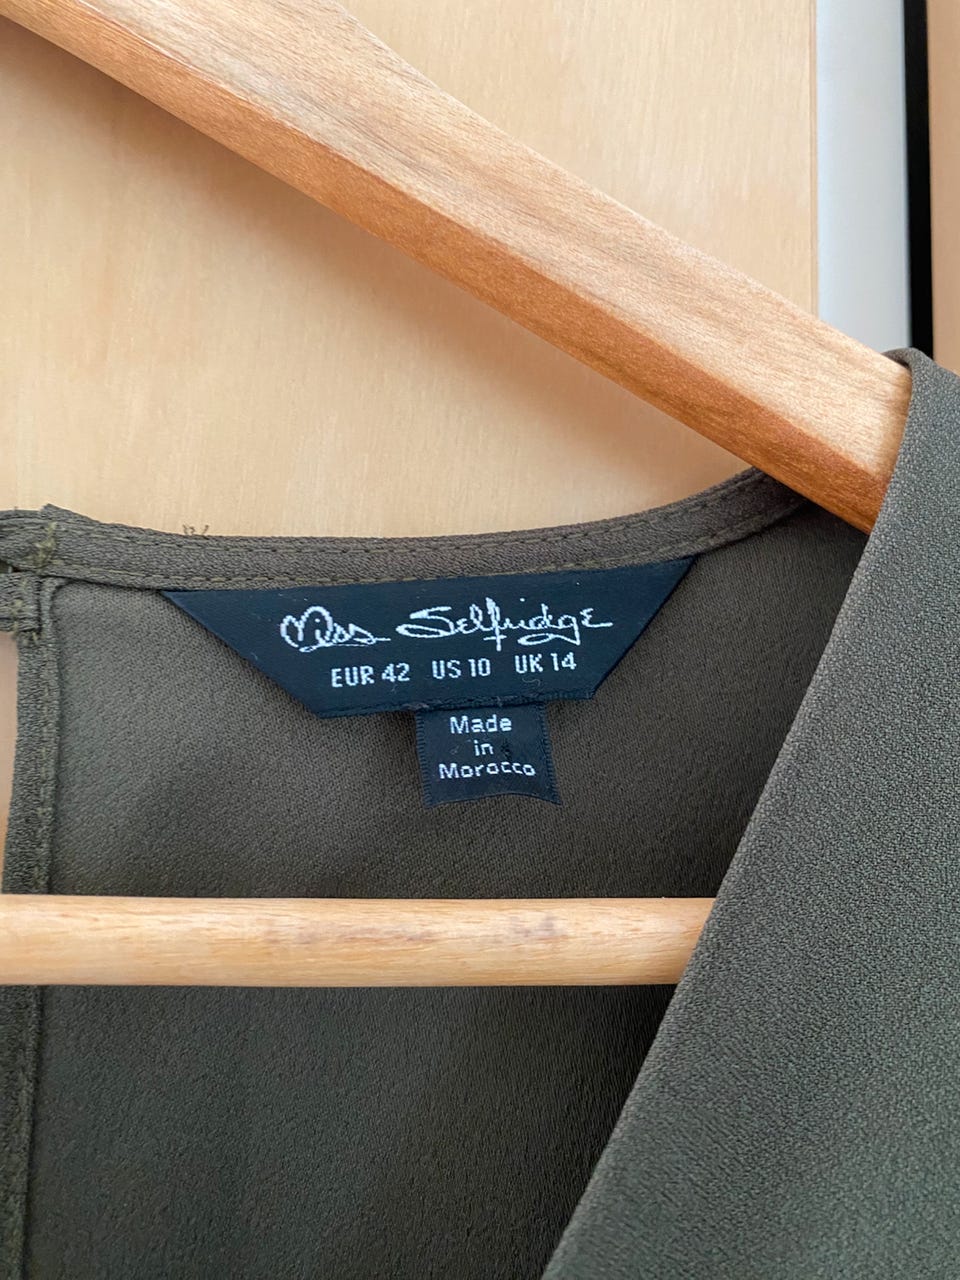 Miss Selfridge
EUR 42 US 10 UK 14
Made
in
Morocco